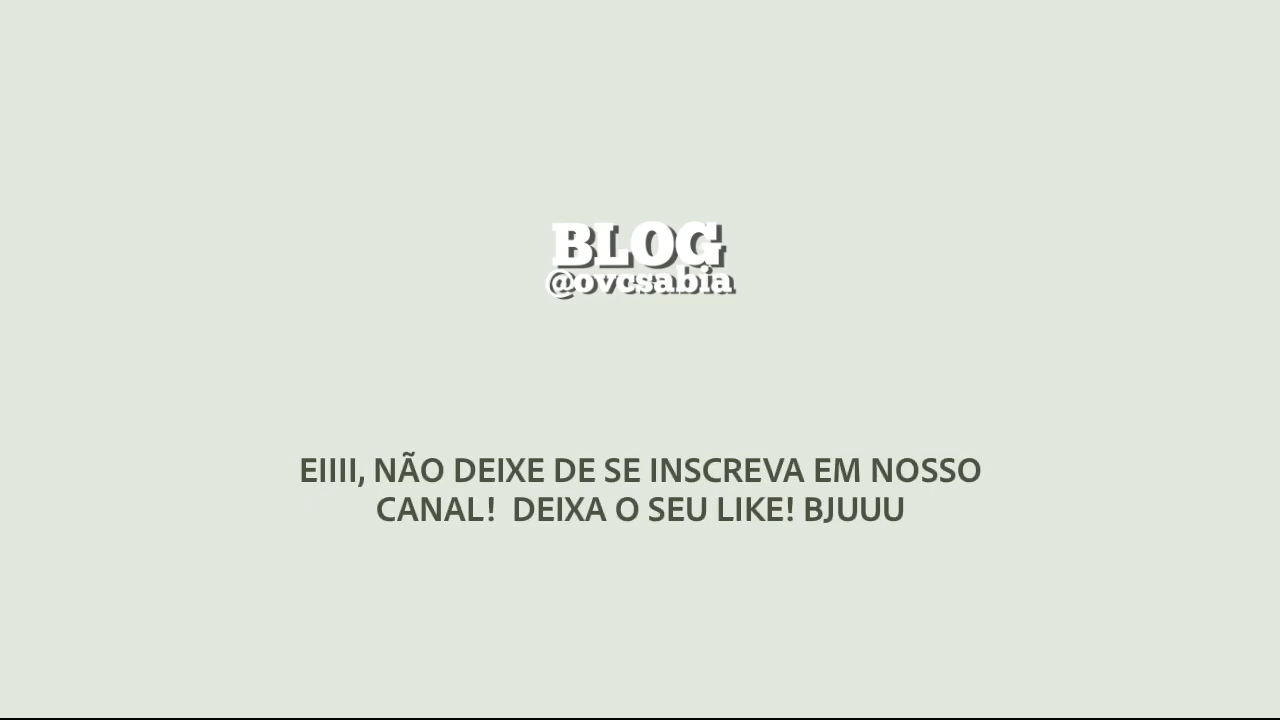 BLOG
@ovcsabia
EIIII, NÃO DEIXE DE SE INSCREVA EM NOSSO
CANAL!  DEIXA O SEU LIKE! BJUUU